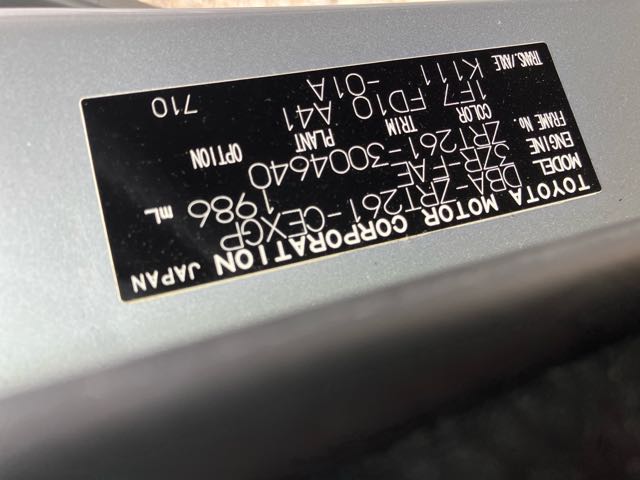 TOYOTA MOTOR CORPORATION JAPAN
MODEL DBA-ZRT261-CEXGP
ENGINE 3ZR-FAE 1986 mL
FRAME No. ZRT261-3004640
COLOR TRIM PLANT OPTION
1F7 FD10 A41
TRANS./AXLE K111 -01A
710